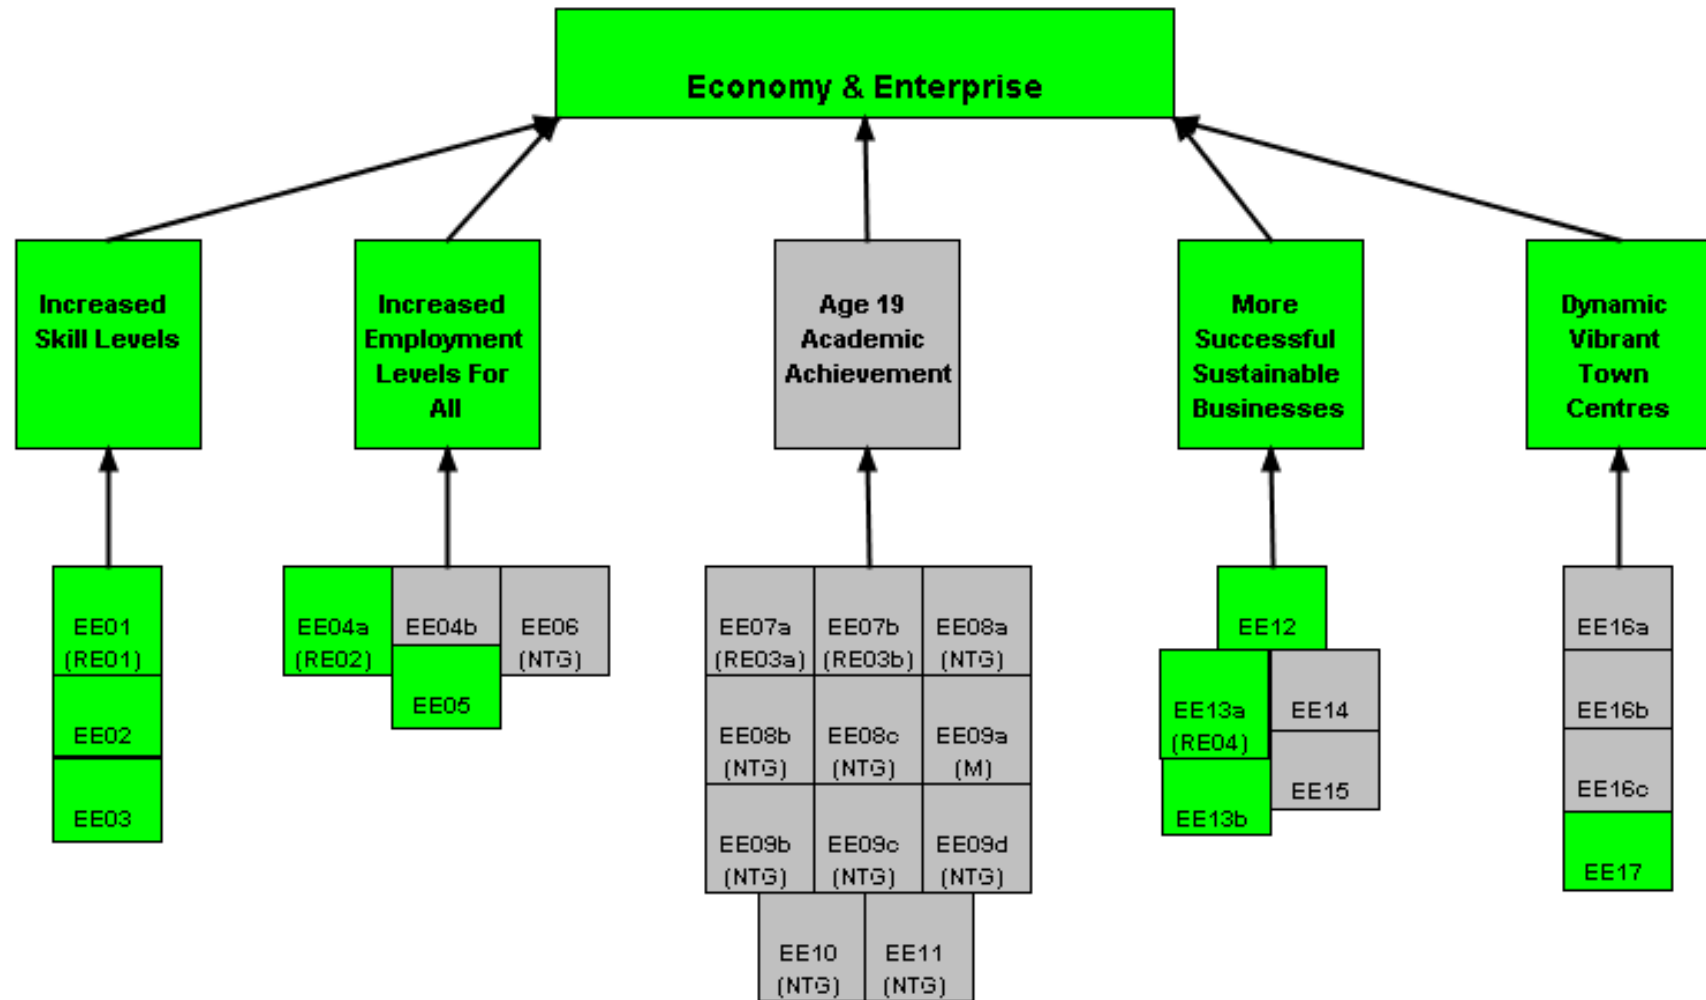 Economy & Enterprise
Increased
Skill Levels
Increased
Employment
Levels For
All
Age 19
Academic
Achievement
More
Successful
Sustainable
Businesses
Dynamic
Vibrant
Town
Centres
EE01
(RE01)
EE02
EE03
EE04a
(RE02)
EE04b
EE06
(NTG)
EE05
EE07a
(RE03a)
EE07b
(RE03b)
EE08a
(NTG)
EE08b
(NTG)
EE08c
(NTG)
EE09a
(M)
EE09b
(NTG)
EE09c
(NTG)
EE09d
(NTG)
EE10
(NTG)
EE11
(NTG)
EE12
EE13a
(RE04)
EE14
EE13b
EE15
EE16a
EE16b
EE16c
EE17